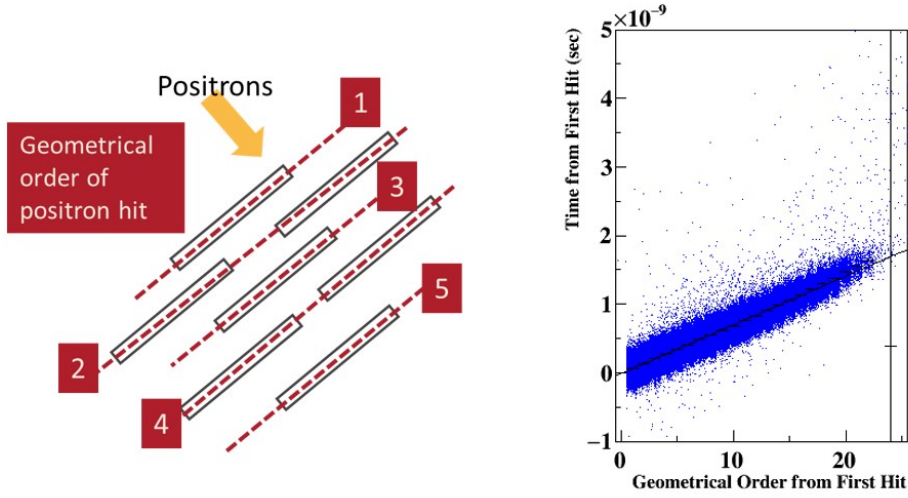 Positrons
Geometrical
order of
positron hit
1
3
5
2
4
5×10⁻⁹
4
3
2
1
0
−1
0
10
20
Time from First Hit (sec)
Geometrical Order from First Hit